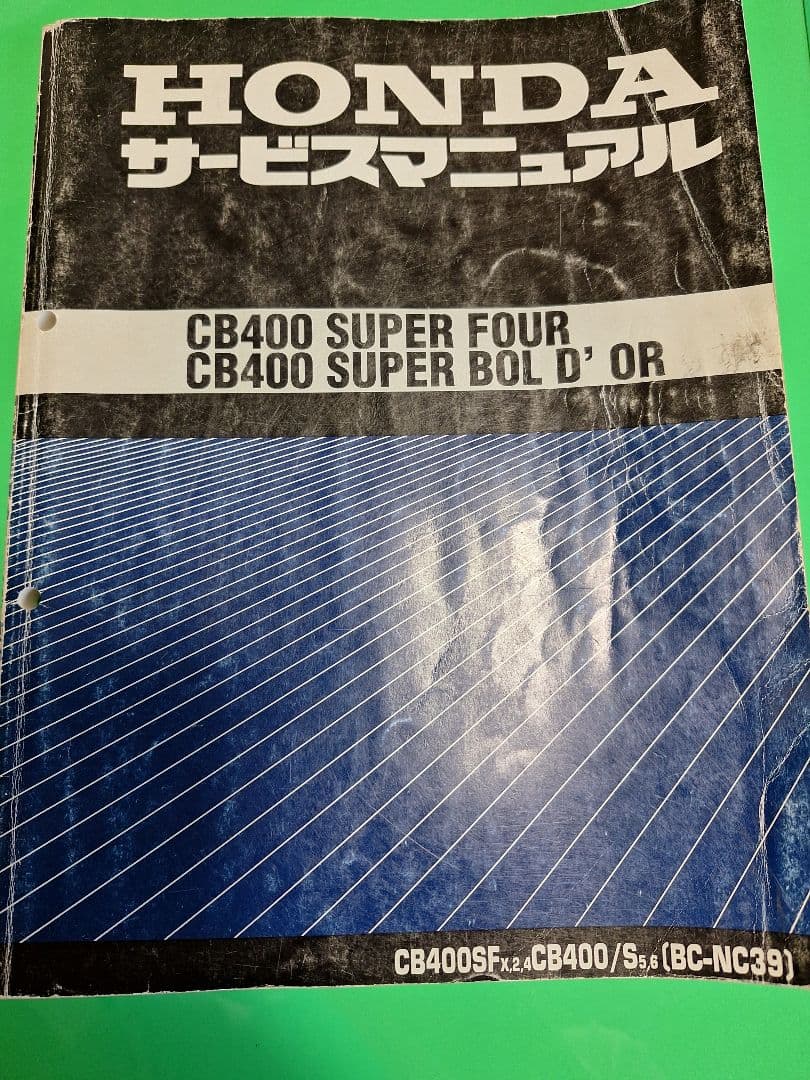 HONDA
サービスマニュアル
CB400 SUPER FOUR
CB400 SUPER BOL D' OR
CB400SFX,2,4CB400/S5,6(BC-NC39)